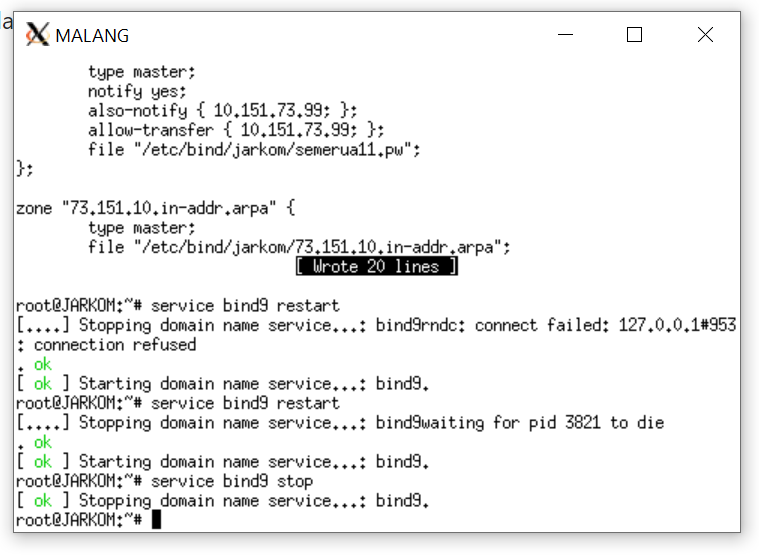 la
MALANG
type master;
notify yes;
also-notify { 10.151.73.99; };
allow-transfer { 10.151.73.99; };
file "/etc/bind/jarkom/semerua11.pw";
};
zone "73.151.10.in-addr.arpa" {
type master;
file "/etc/bind/jarkom/73.151.10.in-addr.arpa";
[ Wrote 20 lines ]
root@JARKOM:~# service bind9 restart
[....] Stopping domain name service...: bind9rndc: connect failed: 127.0.0.1#953
: connection refused
. ok
[ ok ] Starting domain name service...: bind9.
root@JARKOM:~# service bind9 restart
[....] Stopping domain name service...: bind9waiting for pid 3821 to die
. ok
[ ok ] Starting domain name service...: bind9.
root@JARKOM:~# service bind9 stop
[ ok ] Stopping domain name service...: bind9.
root@JARKOM:~#